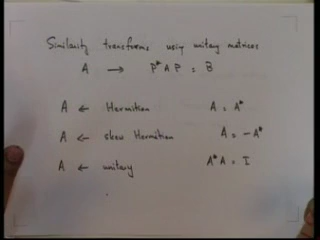 Similarity transforms using unitary matrices
A → P* A P = B
A ← Hermitian A = A*
A ← skew Hermitian A = -A*
A ← unitary A* A = I